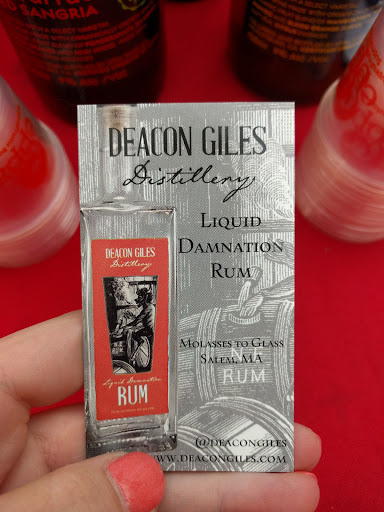 SANGRIA
DEACON GILES
Distillery
LIQUID
DAMNATION
RUM
DEACON GILES
Distillery
Liquid Damnation
RUM
MOLASSES TO GLASS
SALEM, MA
RUM
@DEACONGILES
WWW.DEACONGILES.COM